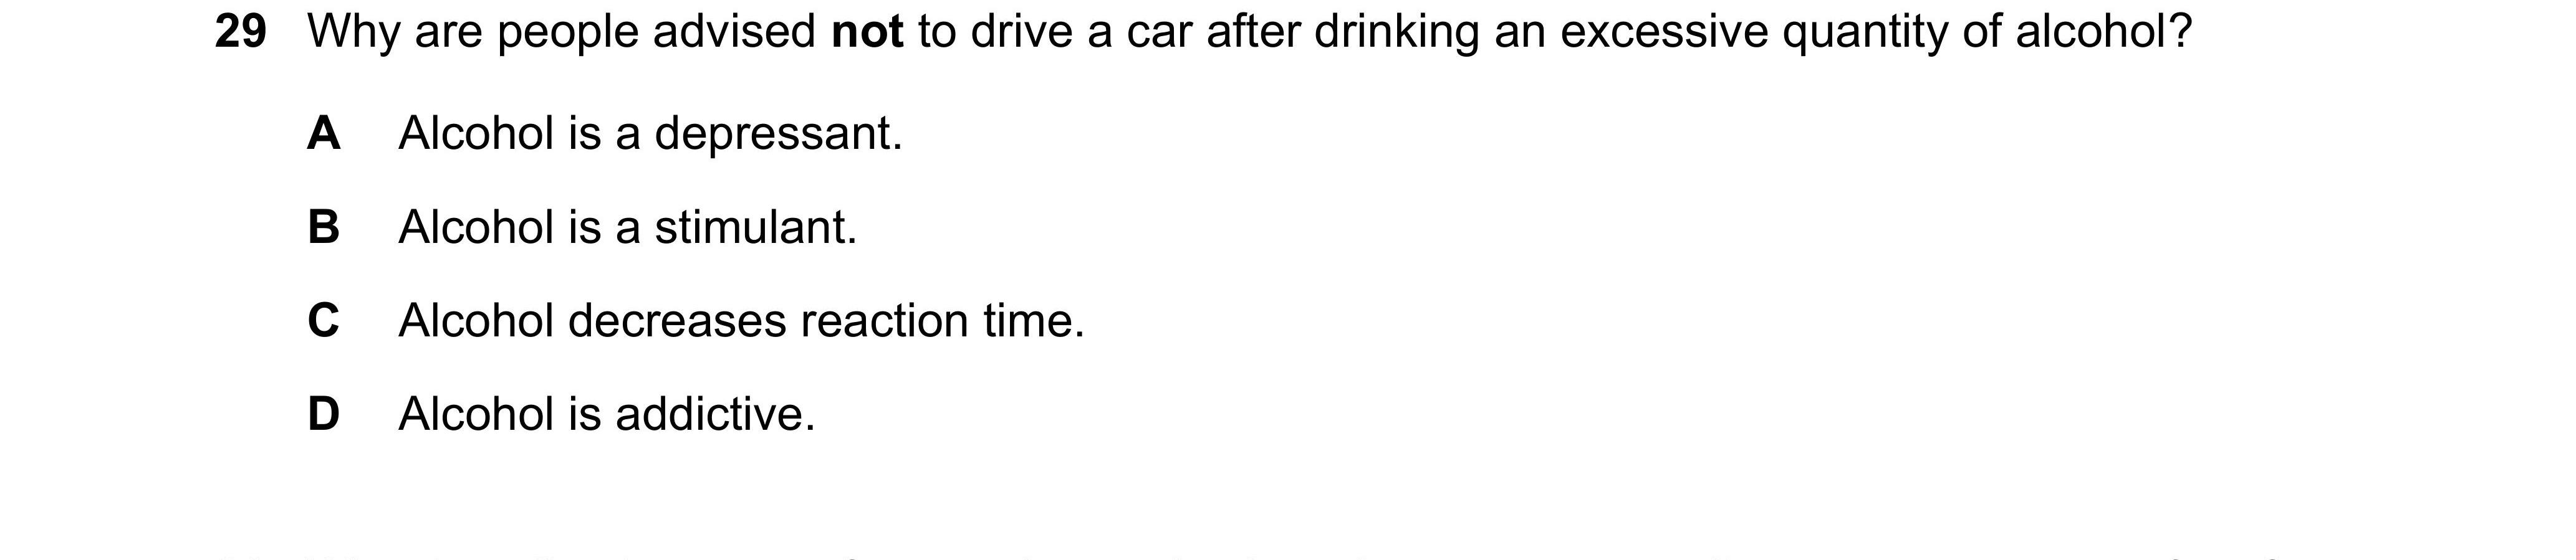 29 Why are people advised not to drive a car after drinking an excessive quantity of alcohol?
A Alcohol is a depressant.
B Alcohol is a stimulant.
C Alcohol decreases reaction time.
D Alcohol is addictive.